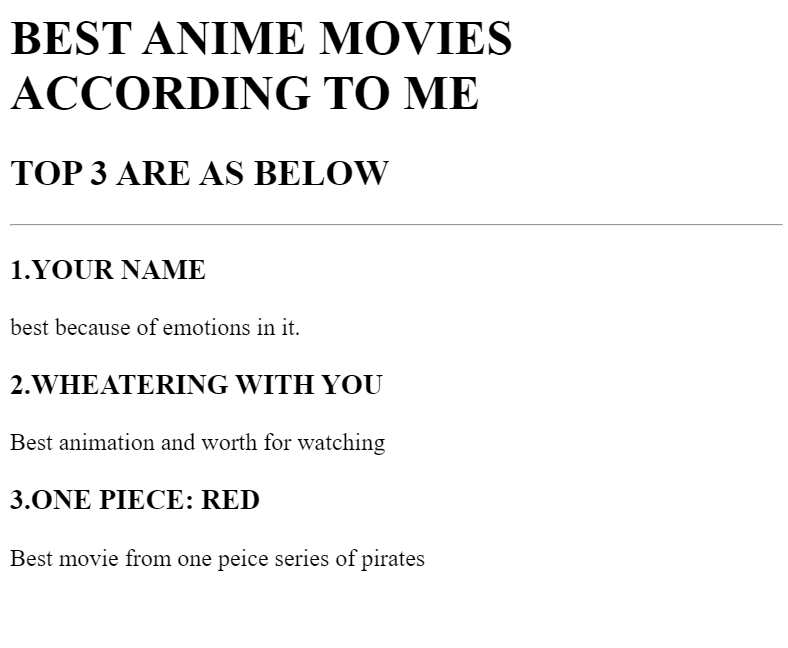 BEST ANIME MOVIES
ACCORDING TO ME
TOP 3 ARE AS BELOW
1.YOUR NAME
best because of emotions in it.
2.WHEATERING WITH YOU
Best animation and worth for watching
3.ONE PIECE: RED
Best movie from one peice series of pirates